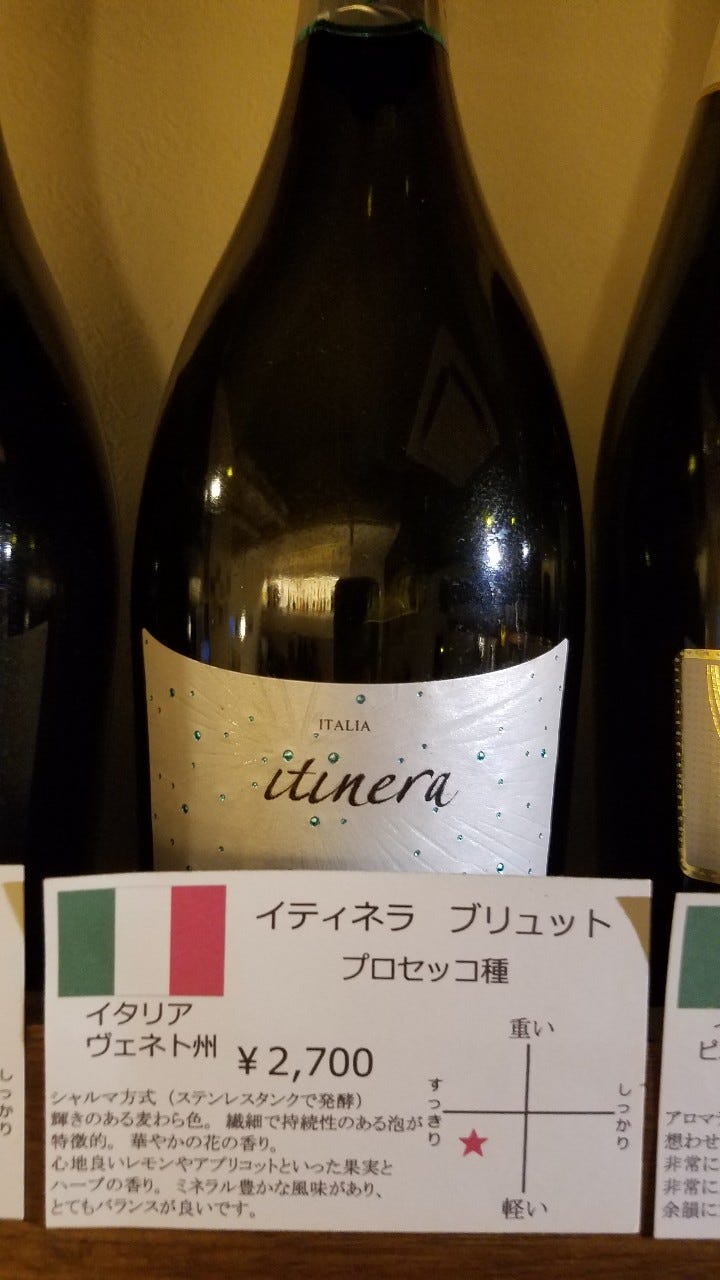 ITALIA
itinera
イティネラ ブリュット
プロセッコ種
イタリア
ヴェネト州
¥2,700
シャルマ方式(ステンレスタンクで発酵)
輝きのある麦わら色。 繊細で持続性のある泡が
特徴的。 華やかの花の香り。
心地良いレモンやアプリコットといった果実と
ハーブの香り。 ミネラル豊かな風味があり、
とてもバランスが良いです。
重い
すっきり
しっかり
軽い
しっかり
アロマ
想わせ
非常に
非常に
余韻に